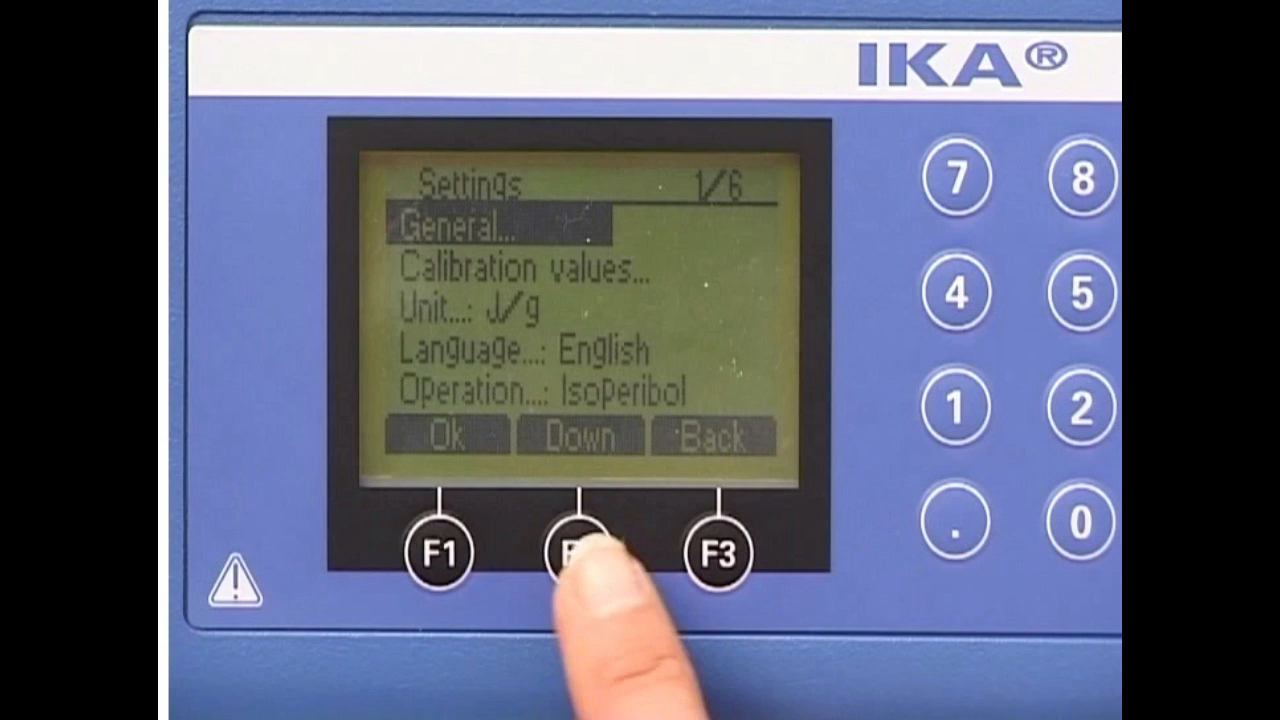 IKA®
Settings 1/6
General...
Calibration values...
Unit...: J/g
Language...: English
Operation...: Isoperibol
Ok Down Back
F1 F3
7 8
4 5
1 2
. 0